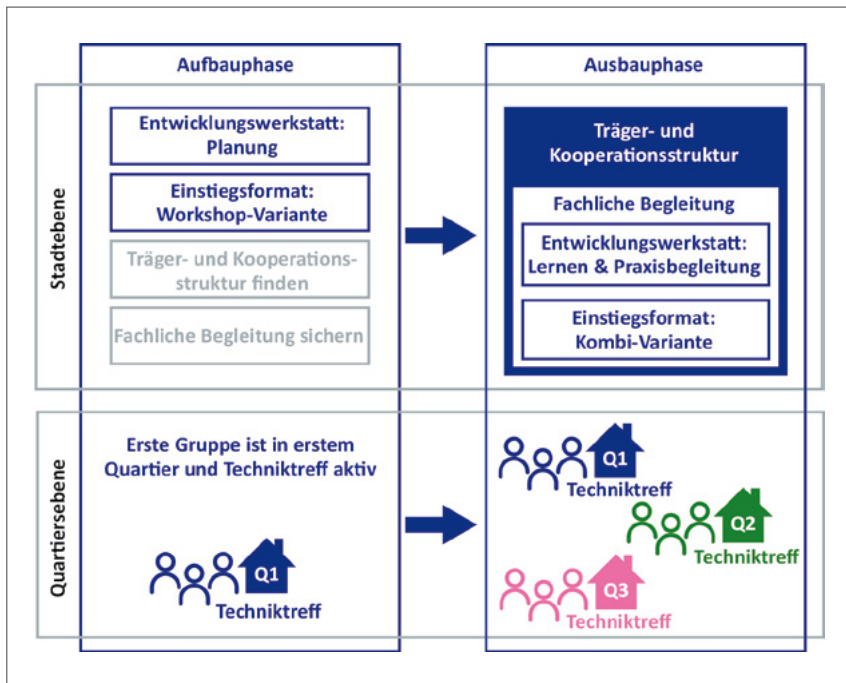 Aufbauphase
Ausbauphase
Stadtebene
Entwicklungswerkstatt:
Planung
Einstiegsformat:
Workshop-Variante
Träger- und Kooperations-
struktur finden
Fachliche Begleitung sichern
Träger- und
Kooperationsstruktur
Fachliche Begleitung
Entwicklungswerkstatt:
Lernen & Praxisbegleitung
Einstiegsformat:
Kombi-Variante
Quartiersebene
Erste Gruppe ist in erstem
Quartier und Techniktreff aktiv
Q1
Techniktreff
Q1
Techniktreff
Q2
Techniktreff
Q3
Techniktreff